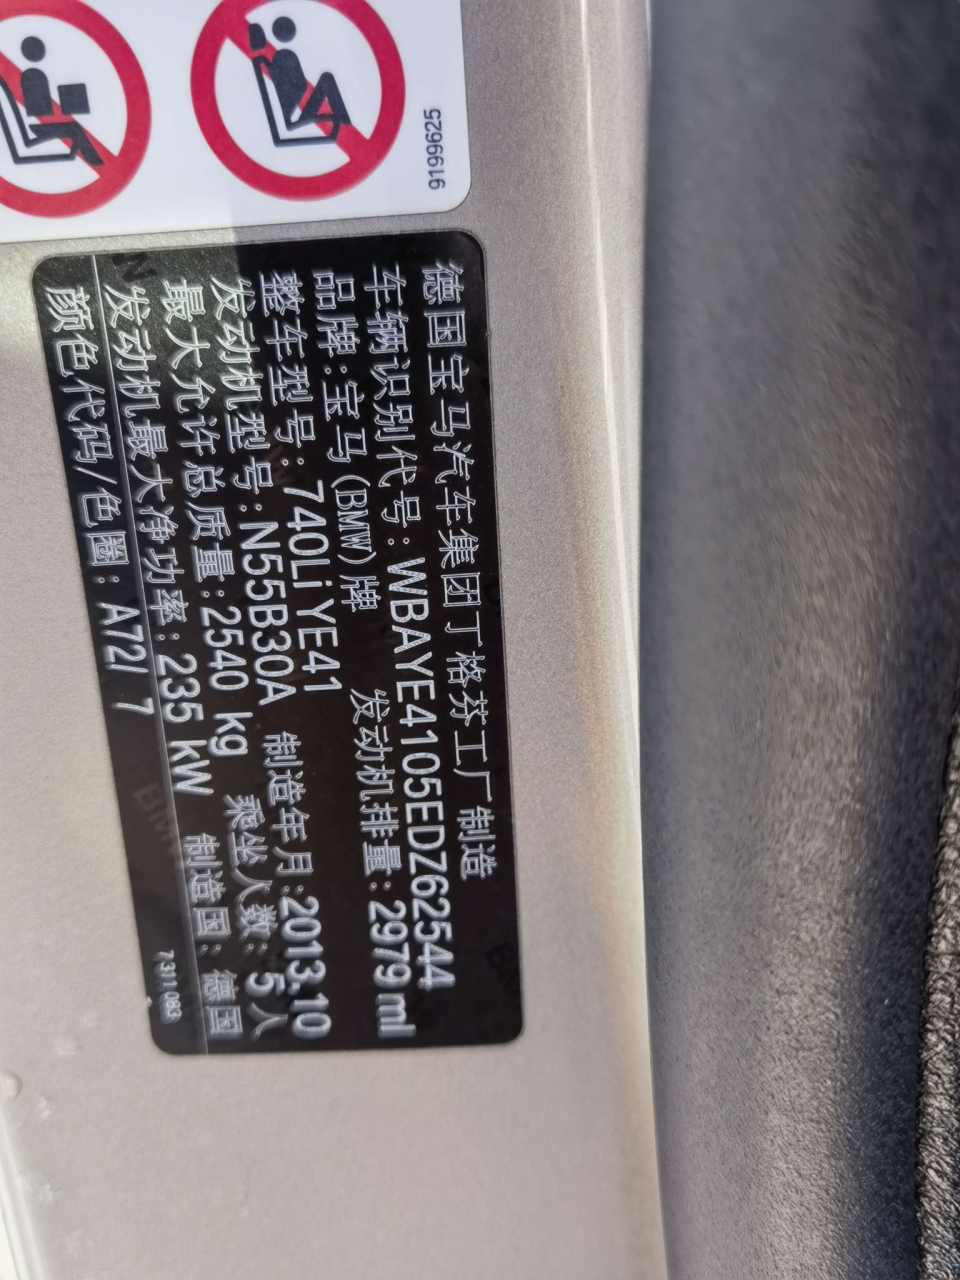 9199625
德国宝马汽车集团丁格芬工厂制造
车辆识别代号:WBAYE4105EDZ62544
品牌:宝马(BMW)牌 发动机排量:2979ml
整车型号:740Li YE41
发动机型号:N55B30A 制造年月:2013.10
最大允许总质量:2540 kg 乘坐人数:5人
发动机最大净功率:235 kW 制造国:德国
颜色代码/色圈:A72/ 7
7 311 083